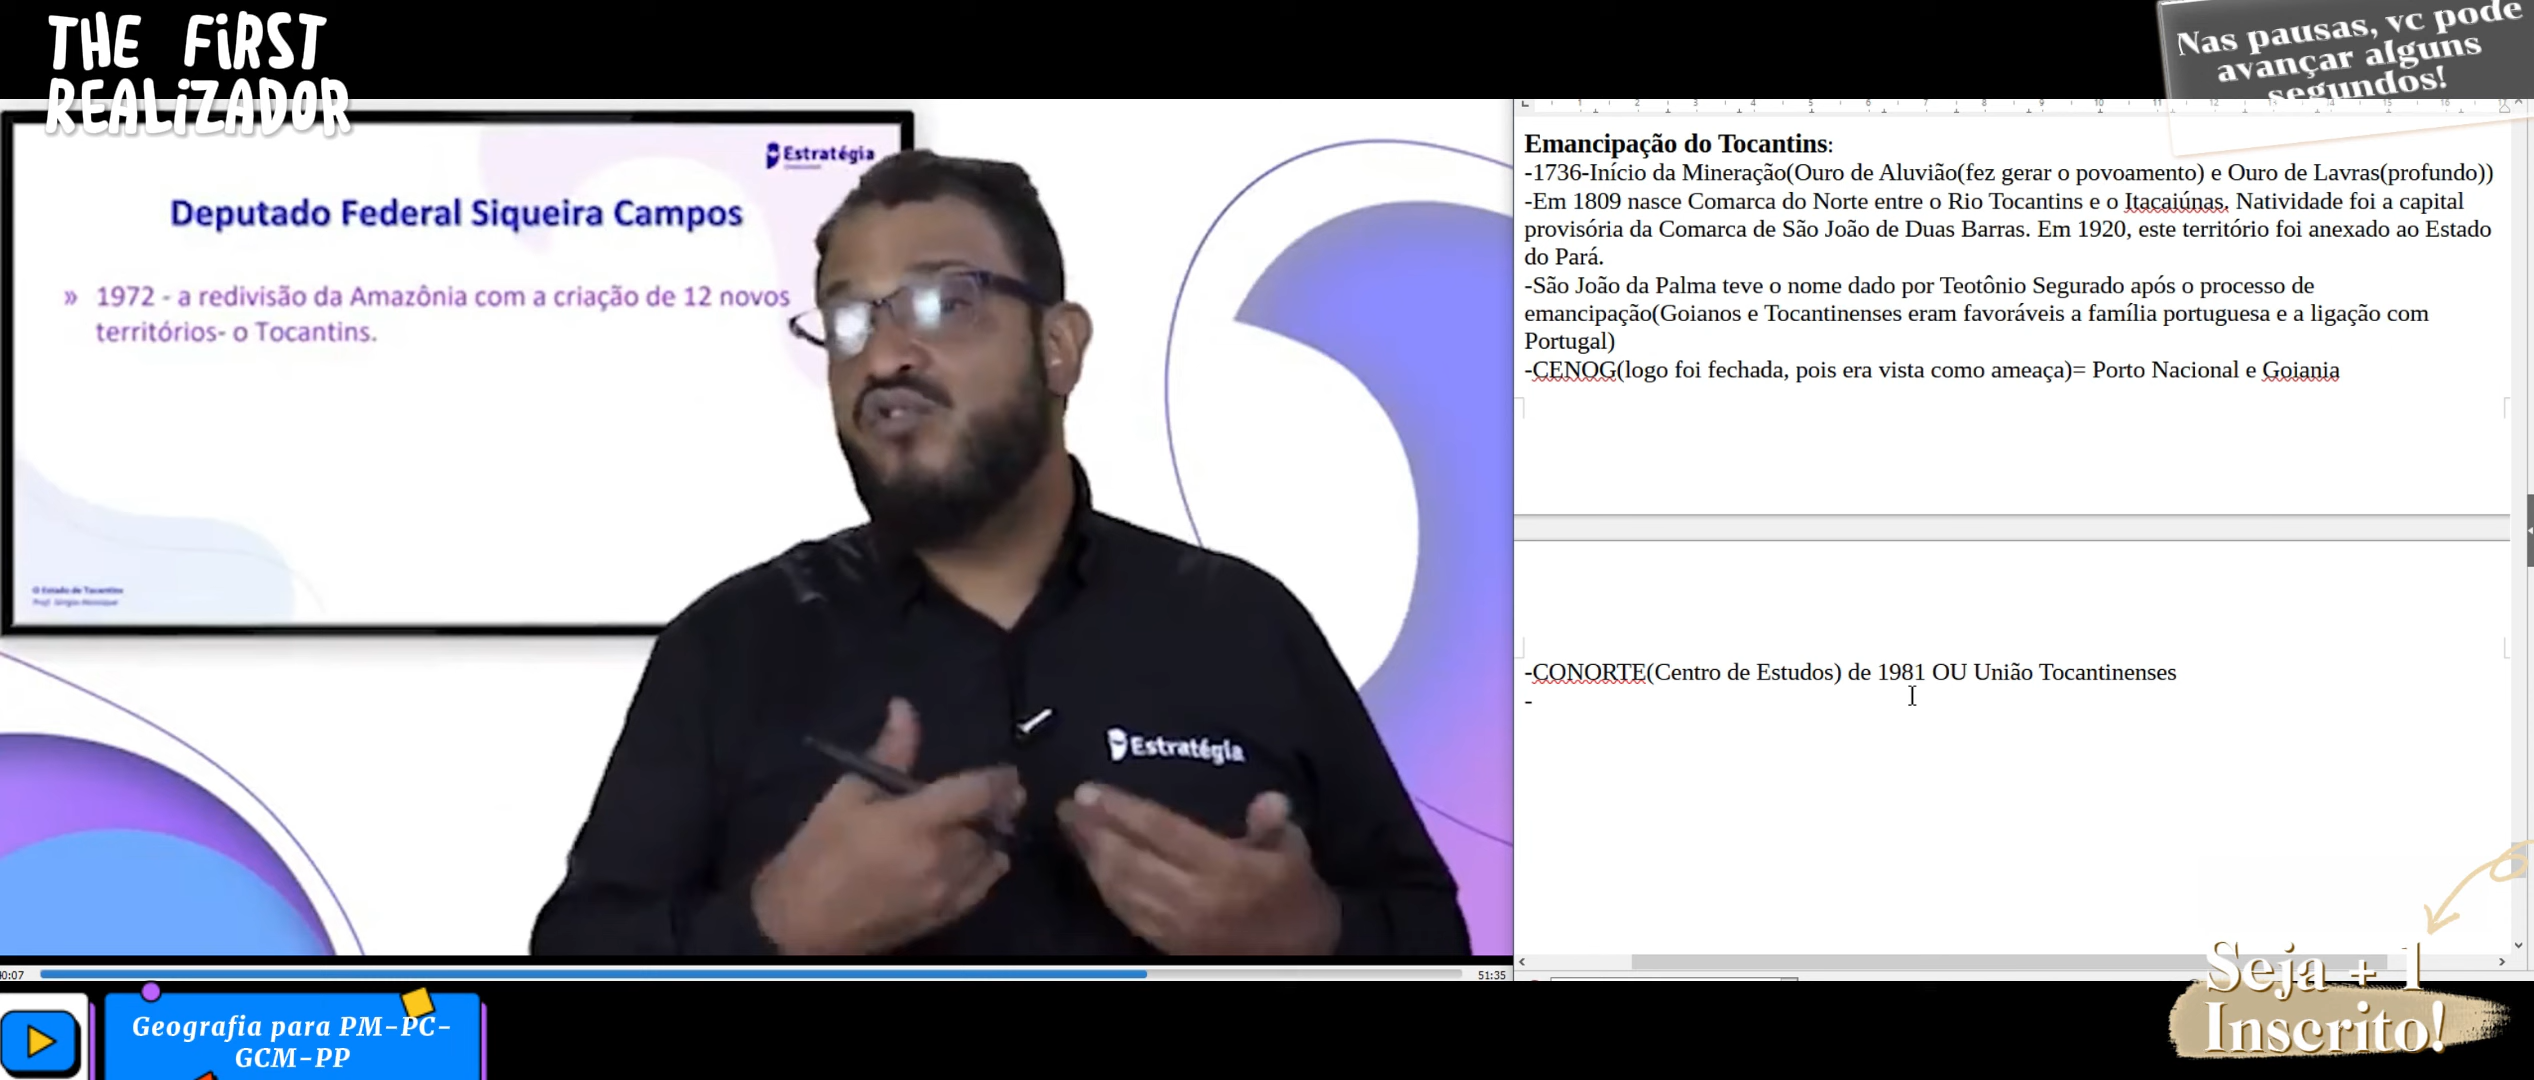 THE FiRST
REALiZADOR
Nas pausas, vc pode
avançar alguns
segundos!
Estratégia
Deputado Federal Siqueira Campos
» 1972 - a redivisão da Amazônia com a criação de 12 novos
territórios- o Tocantins.
O Estado de Tocantins
Prof. Sérgio Henrique
Estratégia
Emancipação do Tocantins:
-1736-Início da Mineração(Ouro de Aluvião(fez gerar o povoamento) e Ouro de Lavras(profundo))
-Em 1809 nasce Comarca do Norte entre o Rio Tocantins e o Itacaiúnas. Natividade foi a capital
provisória da Comarca de São João de Duas Barras. Em 1920, este território foi anexado ao Estado
do Pará.
-São João da Palma teve o nome dado por Teotônio Segurado após o processo de
emancipação(Goianos e Tocantinenses eram favoráveis a família portuguesa e a ligação com
Portugal)
-CENOG(logo foi fechada, pois era vista como ameaça)= Porto Nacional e Goiania
-CONORTE(Centro de Estudos) de 1981 OU União Tocantinenses
-
51:35
Geografia para PM-PC-
GCM-PP
Seja + 1
Inscrito!